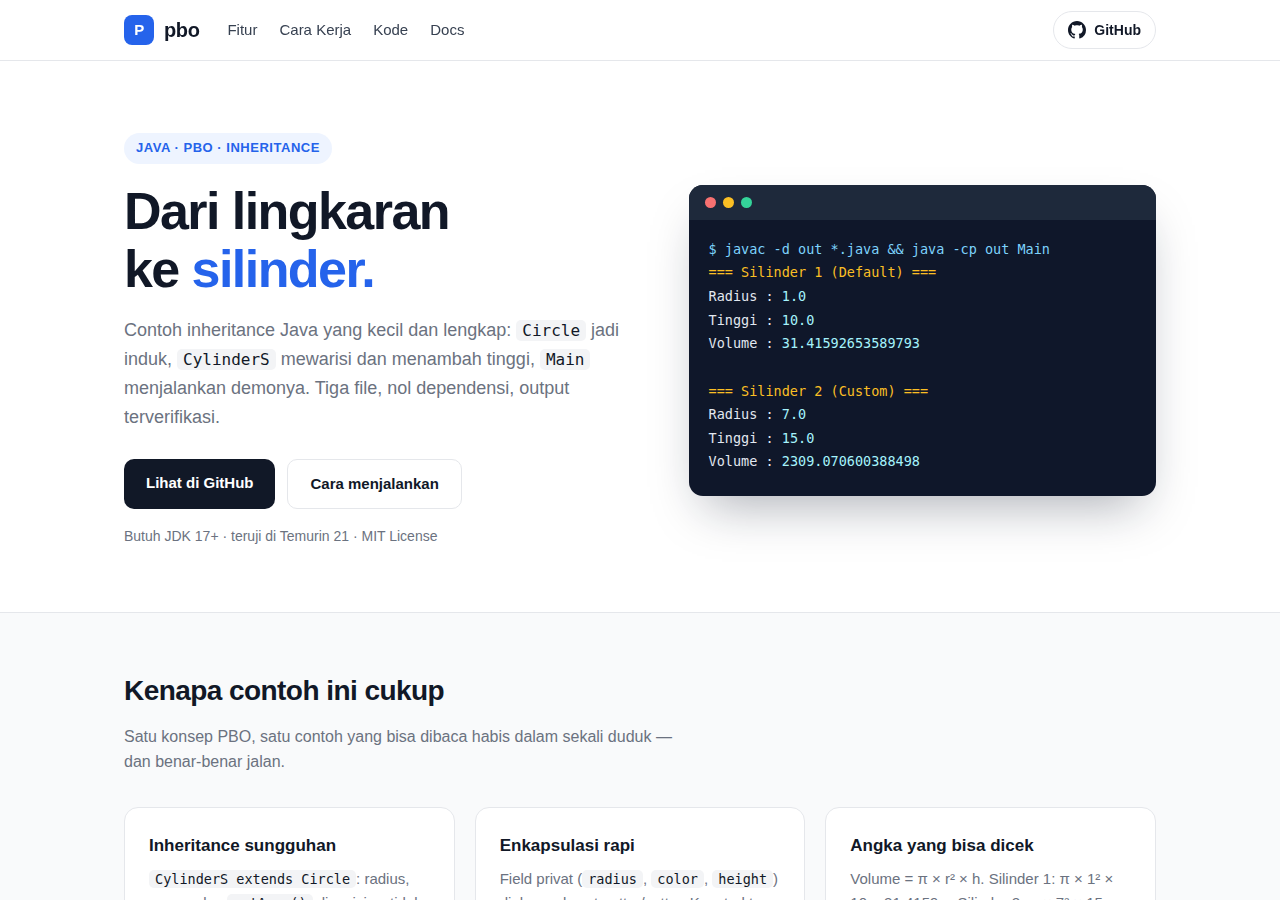 P pbo Fitur Cara Kerja Kode Docs GitHub
JAVA · PBO · INHERITANCE
Dari lingkaran
ke silinder.
Contoh inheritance Java yang kecil dan lengkap: Circle jadi
induk, CylinderS mewarisi dan menambah tinggi, Main
menjalankan demonya. Tiga file, nol dependensi, output
terverifikasi.
Lihat di GitHub Cara menjalankan
Butuh JDK 17+ · teruji di Temurin 21 · MIT License
$ javac -d out *.java && java -cp out Main
=== Silinder 1 (Default) ===
Radius : 1.0
Tinggi : 10.0
Volume : 31.41592653589793
=== Silinder 2 (Custom) ===
Radius : 7.0
Tinggi : 15.0
Volume : 2309.070600388498
Kenapa contoh ini cukup
Satu konsep PBO, satu contoh yang bisa dibaca habis dalam sekali duduk —
dan benar-benar jalan.
Inheritance sungguhan
CylinderS extends Circle: radius,
Enkapsulasi rapi
Field privat (radius, color, height)
Angka yang bisa dicek
Volume = π × r² × h. Silinder 1: π × 1² ×